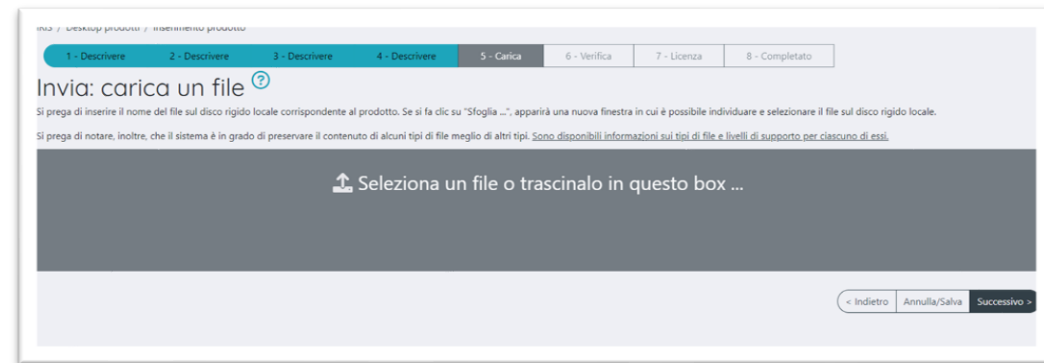 IRIS / Desktop prodotti / Inserimento prodotto
1 - Descrivere 2 - Descrivere 3 - Descrivere 4 - Descrivere 5 - Carica 6 - Verifica 7 - Licenza 8 - Completato
Invia: carica un file ?
Si prega di inserire il nome del file sul disco rigido locale corrispondente al prodotto. Se si fa clic su "Sfoglia ...", apparirà una nuova finestra in cui è possibile individuare e selezionare il file sul disco rigido locale.
Si prega di notare, inoltre, che il sistema è in grado di preservare il contenuto di alcuni tipi di file meglio di altri tipi. Sono disponibili informazioni sui tipi di file e livelli di supporto per ciascuno di essi.
Seleziona un file o trascinalo in questo box ...
< Indietro Annulla/Salva Successivo >